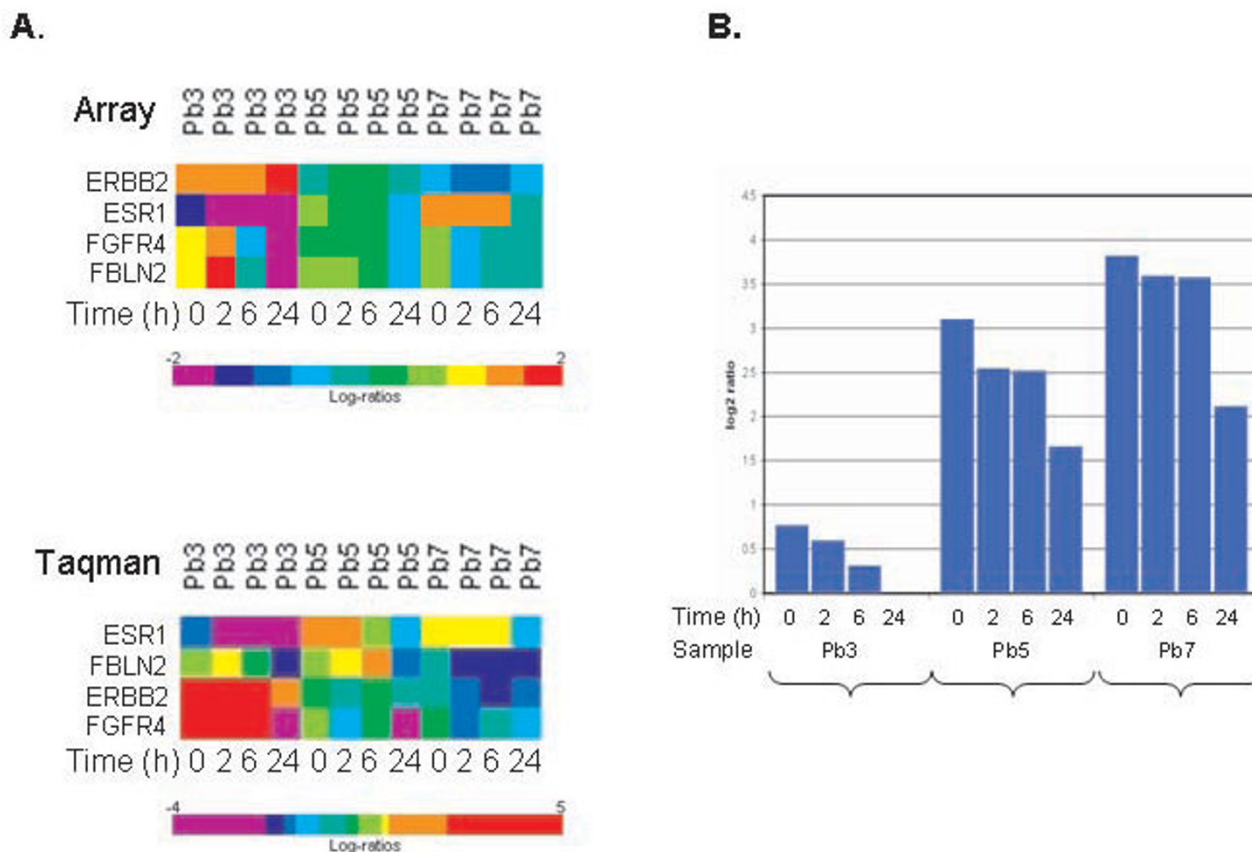 A.
Array
Pb3 Pb3 Pb3 Pb3 Pb5 Pb5 Pb5 Pb5 Pb7 Pb7 Pb7 Pb7
ERBB2
ESR1
FGFR4
FBLN2
Time (h) 0 2 6 24 0 2 6 24 0 2 6 24
-2 2
Log-ratios
Taqman
Pb3 Pb3 Pb3 Pb3 Pb5 Pb5 Pb5 Pb5 Pb7 Pb7 Pb7 Pb7
ESR1
FBLN2
ERBB2
FGFR4
Time (h) 0 2 6 24 0 2 6 24 0 2 6 24
-4 5
Log-ratios
B.
log2 ratio
4.5
4
3.5
3
2.5
2
1.5
1
0.5
0
Time (h) 0 2 6 24 0 2 6 24 0 2 6 24
Sample Pb3 Pb5 Pb7